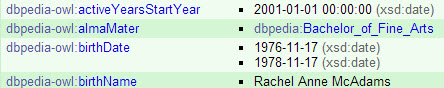 dbpedia-owl:activeYearsStartYear ▪ 2001-01-01 00:00:00 (xsd:date)
dbpedia-owl:almaMater ▪ dbpedia:Bachelor_of_Fine_Arts
dbpedia-owl:birthDate ▪ 1976-11-17 (xsd:date)
▪ 1978-11-17 (xsd:date)
dbpedia-owl:birthName ▪ Rachel Anne McAdams